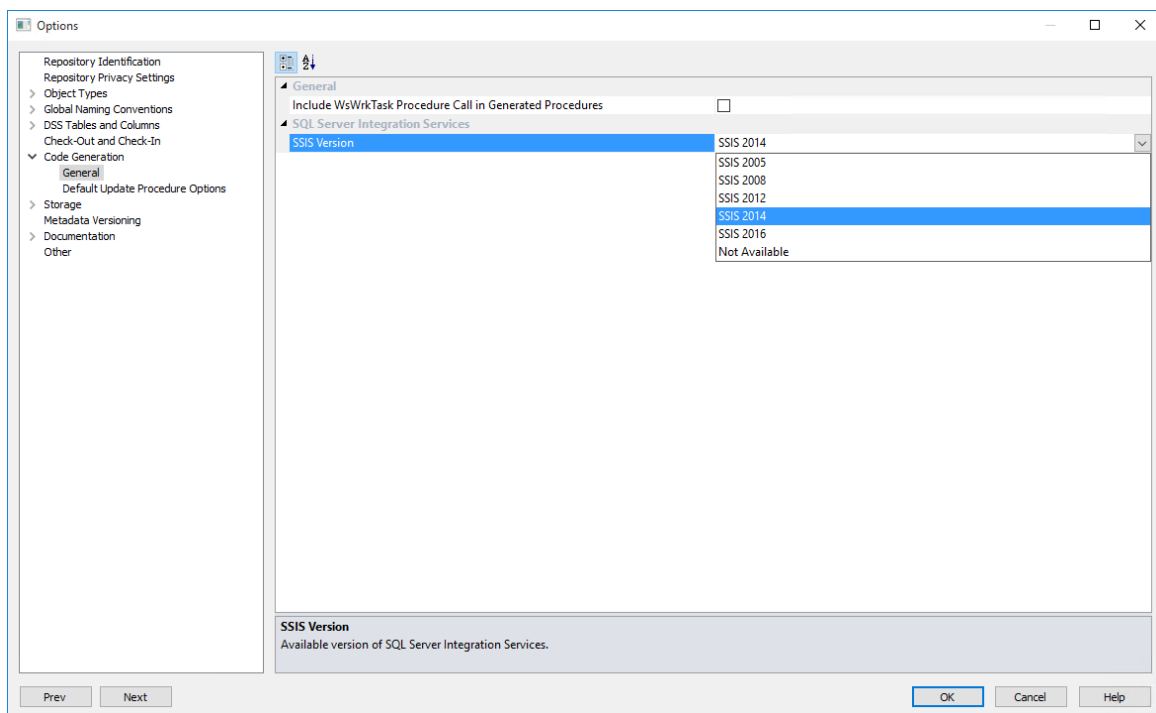 Options
Repository Identification
Repository Privacy Settings
Object Types
Global Naming Conventions
DSS Tables and Columns
Check-Out and Check-In
Code Generation
General
Default Update Procedure Options
Storage
Metadata Versioning
Documentation
Other
General
Include WsWrkTask Procedure Call in Generated Procedures
SQL Server Integration Services
SSIS Version SSIS 2014
SSIS 2005
SSIS 2008
SSIS 2012
SSIS 2014
SSIS 2016
Not Available
SSIS Version
Available version of SQL Server Integration Services.
Prev Next OK Cancel Help